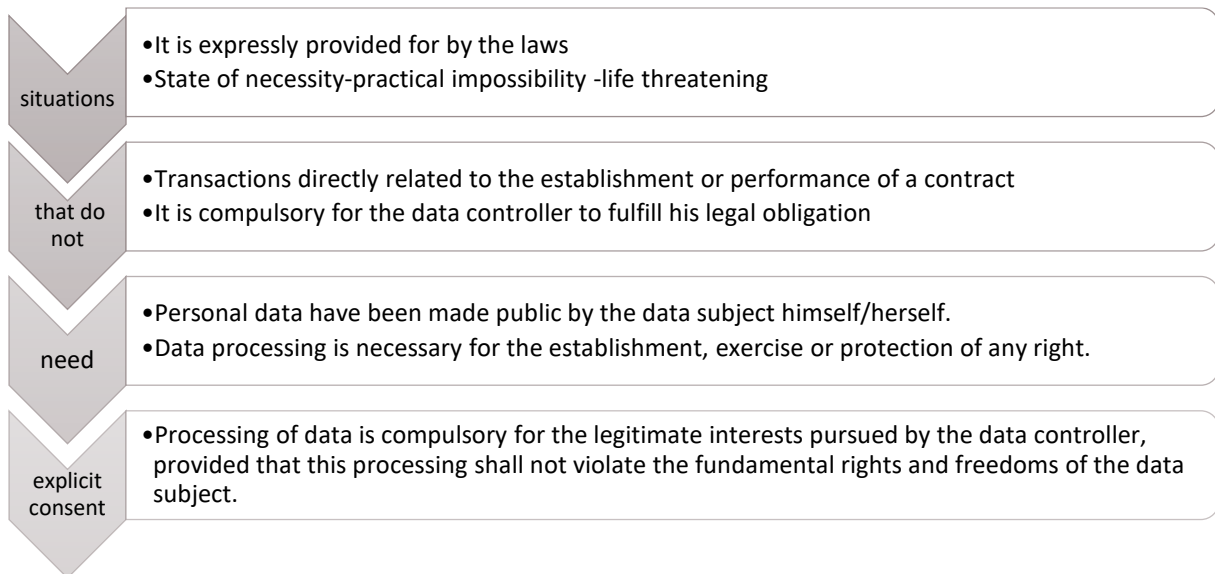 situations
•It is expressly provided for by the laws
•State of necessity-practical impossibility -life threatening
that do
not
•Transactions directly related to the establishment or performance of a contract
•It is compulsory for the data controller to fulfill his legal obligation
need
•Personal data have been made public by the data subject himself/herself.
•Data processing is necessary for the establishment, exercise or protection of any right.
explicit
consent
•Processing of data is compulsory for the legitimate interests pursued by the data controller,
provided that this processing shall not violate the fundamental rights and freedoms of the data
subject.